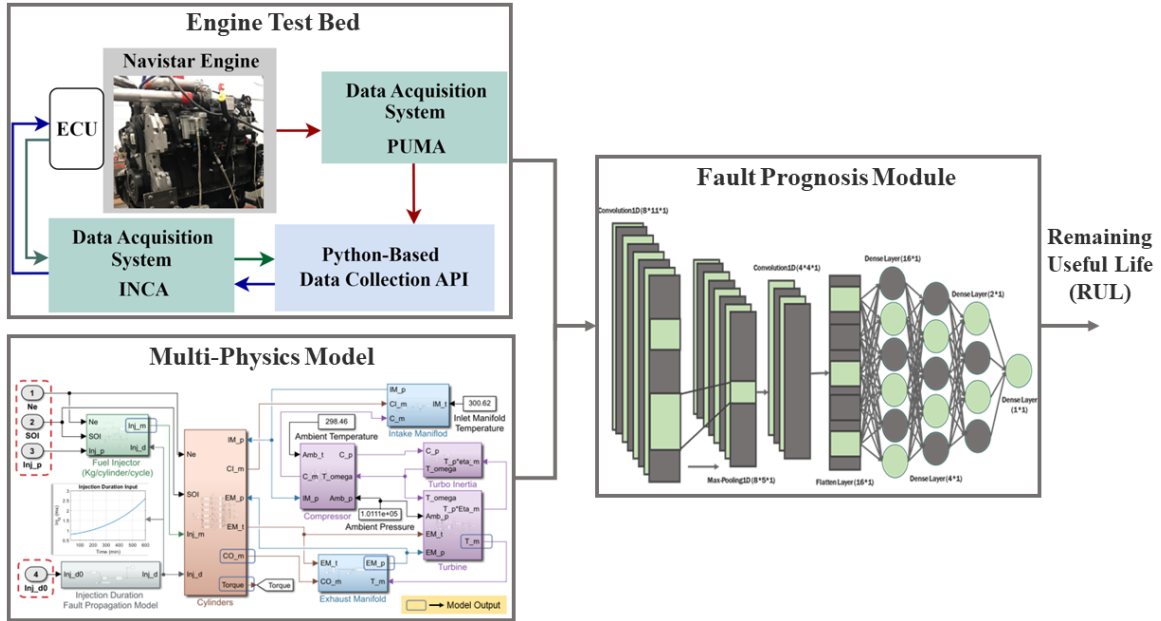 Engine Test Bed
Navistar Engine
ECU
Data Acquisition
System
PUMA
Data Acquisition
System
INCA
Python-Based
Data Collection API
Multi-Physics Model
1
Ne
2
SOI
3
Inj_p
Ne
SOI
Inj_p
Inj_m
Inj_d
Fuel Injector
(Kg/cylinder/cycle)
Injection Duration Input
Time (min)
100
200
300
400
500
600
4
Inj_d0
Inj_d0
Inj_d
Injection Duration
Fault Propagation Model
Ne
SOI
Inj_m
Inj_d
IM_p
CI_m
EM_p
EM_t
CO_m
Torque
Cylinders
Torque
298.46
Ambient Temperature
Amb_t
C_m
IM_p
C_p
T_omega
Amb_p
Compressor
1.0111e+05
Ambient Pressure
IM_p
CI_m
C_m
IM_t
Intake Maniflod
300.62
Inlet Manifold
Temperature
C_p
T_omega
T_p*eta_m
Turbo Inertia
T_omega
Amb_p
EM_t
EM_p
T_p*Eta_m
T_m
Turbine
EM_t
CO_m
EM_p
T_m
Exhaust Manifold
Model Output
Fault Prognosis Module
Convolution1D(8*11*1)
Max-Pooling1D(8*5*1)
Convolution1D(4*4*1)
Flatten Layer(16*1)
Dense Layer(16*1)
Dense Layer(4*1)
Dense Layer(2*1)
Dense Layer
(1*1)
Remaining
Useful Life
(RUL)